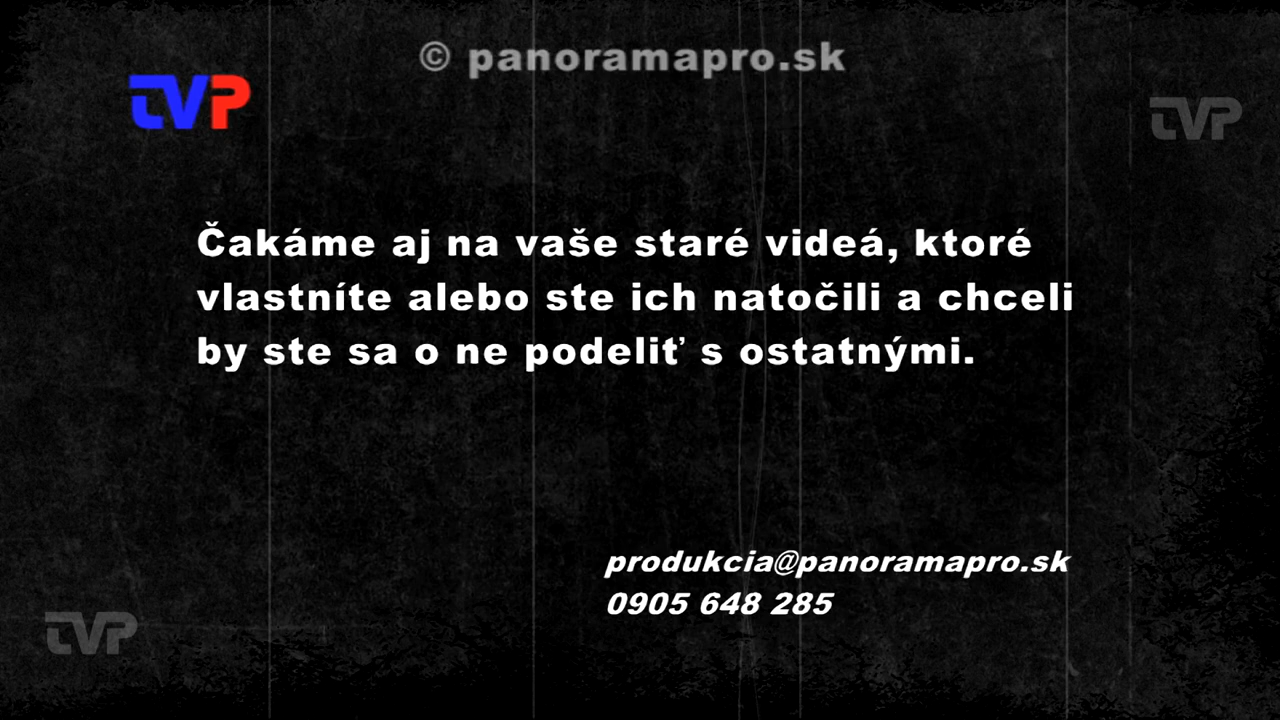 © panoramapro.sk
TVP
TVP
Čakáme aj na vaše staré videá, ktoré
vlastníte alebo ste ich natočili a chceli
by ste sa o ne podeliť s ostatnými.
produkcia@panoramapro.sk
0905 648 285
TVP